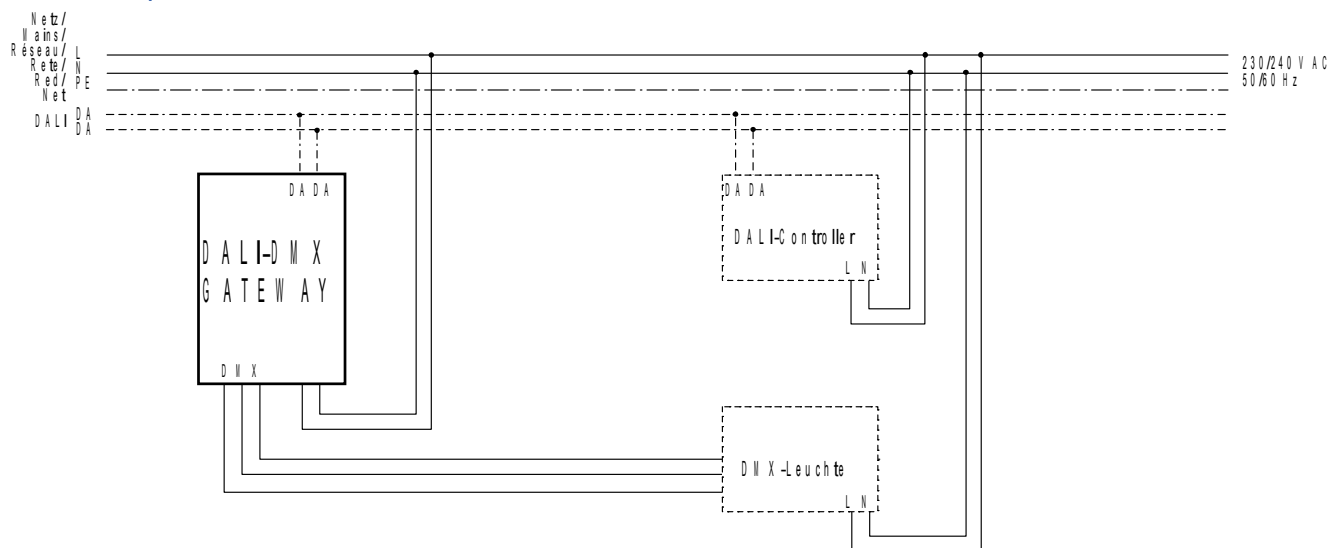 Netz/
Mains/
Réseau/ L
Rete/ N
Red/ PE
Net
DALI DA
DA
230/240 V AC
50/60 Hz
DA DA
DALI-DMX
GATEWAY
DMX
DA DA
DALI-Controller
L N
DMX-Leuchte
L N